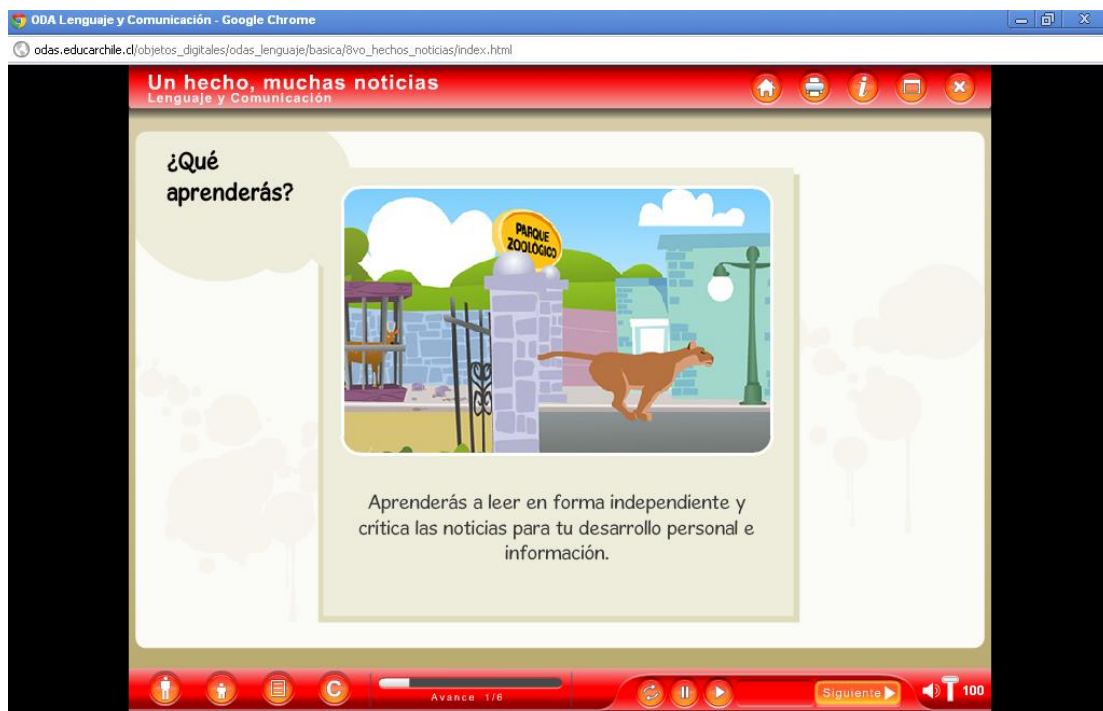 ODA Lenguaje y Comunicación - Google Chrome
odas.educarchile.cl/objetos_digitales/odas_lenguaje/basica/8vo_hechos_noticias/index.html
Un hecho, muchas noticias
Lenguaje y Comunicación
¿Qué
aprenderás?
PARQUE
ZOOLÓGICO
Aprenderás a leer en forma independiente y
crítica las noticias para tu desarrollo personal e
información.
C
Avance 1/6
Siguiente
100